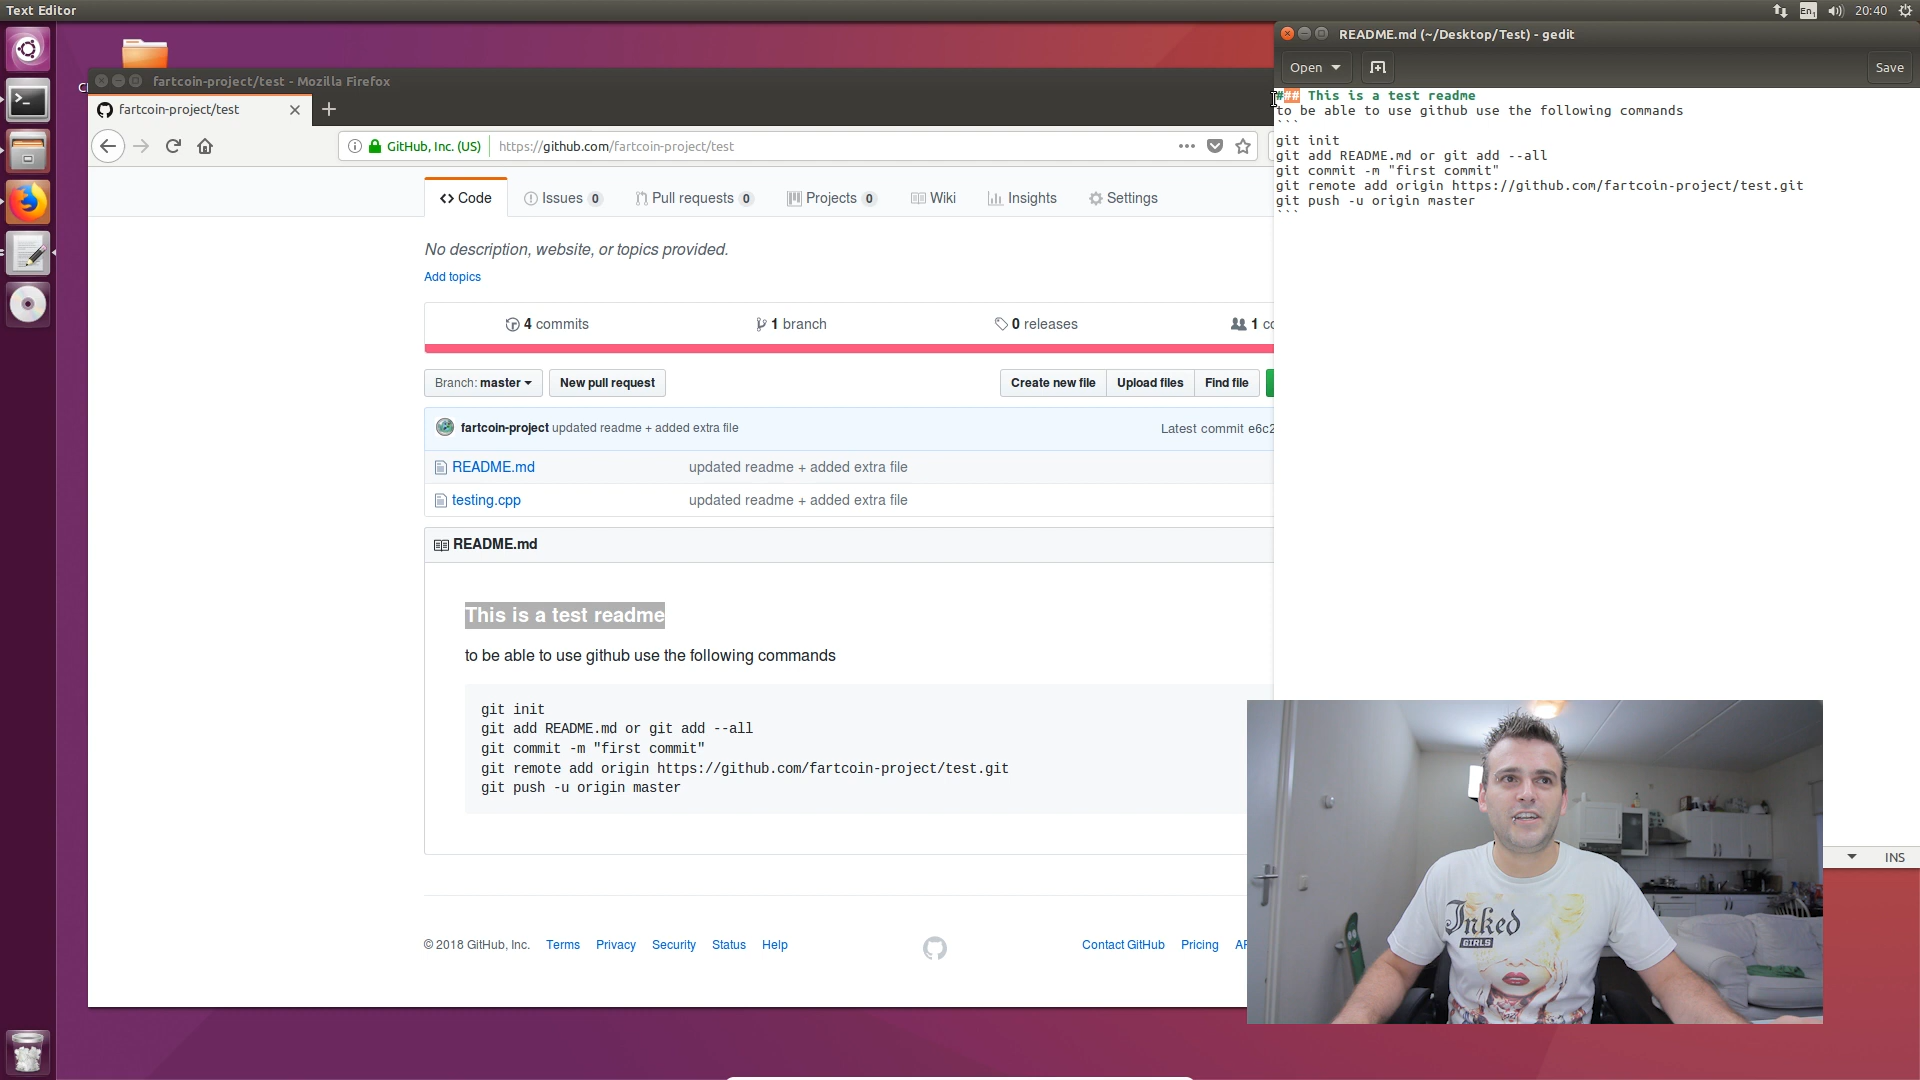 Text Editor
En1
20:40
fartcoin-project/test - Mozilla Firefox
fartcoin-project/test
GitHub, Inc. (US)
https://github.com/fartcoin-project/test
Code
Issues 0
Pull requests 0
Projects 0
Wiki
Insights
Settings
No description, website, or topics provided.
Add topics
4 commits
1 branch
0 releases
1 co
Branch: master
New pull request
Create new file
Upload files
Find file
fartcoin-project updated readme + added extra file
Latest commit e6c2
README.md
updated readme + added extra file
testing.cpp
updated readme + added extra file
README.md
This is a test readme
to be able to use github use the following commands
git init
git add README.md or git add --all
git commit -m "first commit"
git remote add origin https://github.com/fartcoin-project/test.git
git push -u origin master
© 2018 GitHub, Inc.
Terms
Privacy
Security
Status
Help
Contact GitHub
Pricing
README.md (~/Desktop/Test) - gedit
Open
Save
### This is a test readme
to be able to use github use the following commands
```
git init
git add README.md or git add --all
git commit -m "first commit"
git remote add origin https://github.com/fartcoin-project/test.git
git push -u origin master
```
INS
Inked
GIRLS